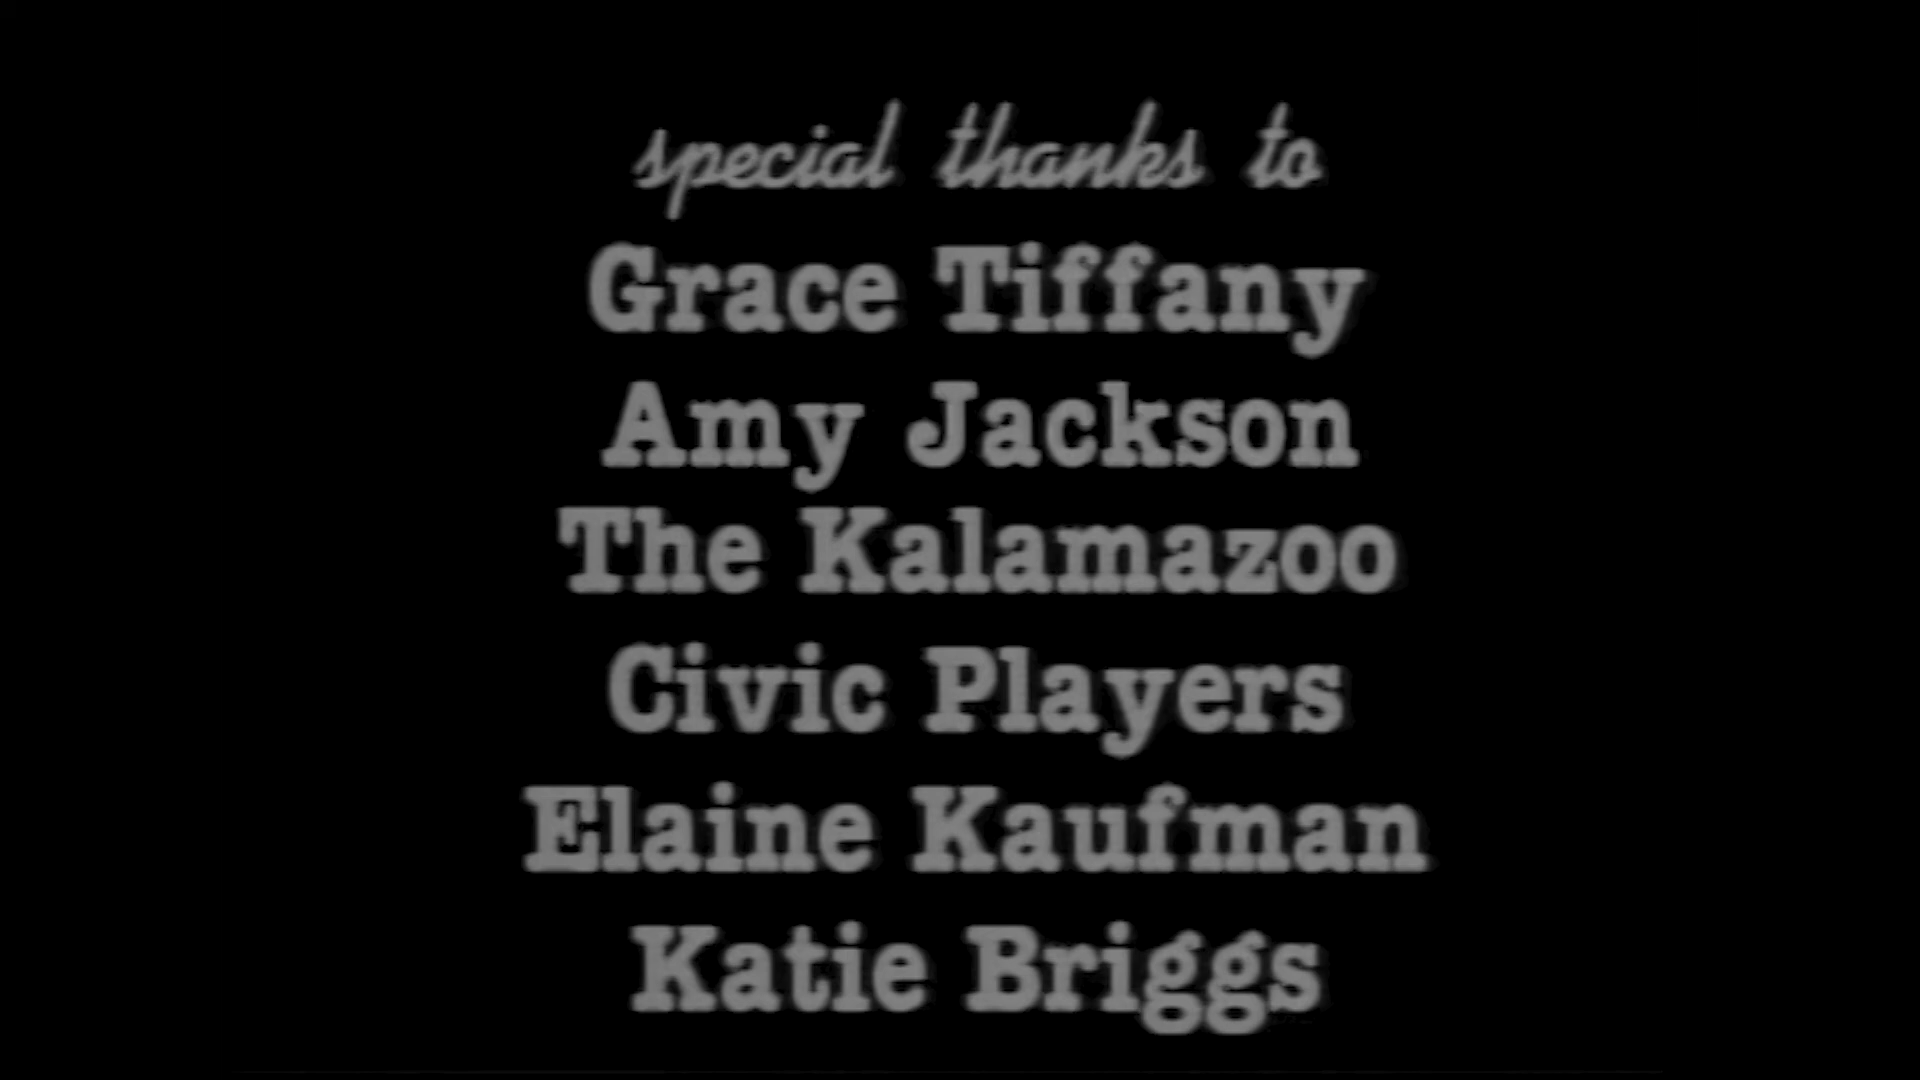 special thanks to
Grace Tiffany
Amy Jackson
The Kalamazoo
Civic Players
Elaine Kaufman
Katie Briggs